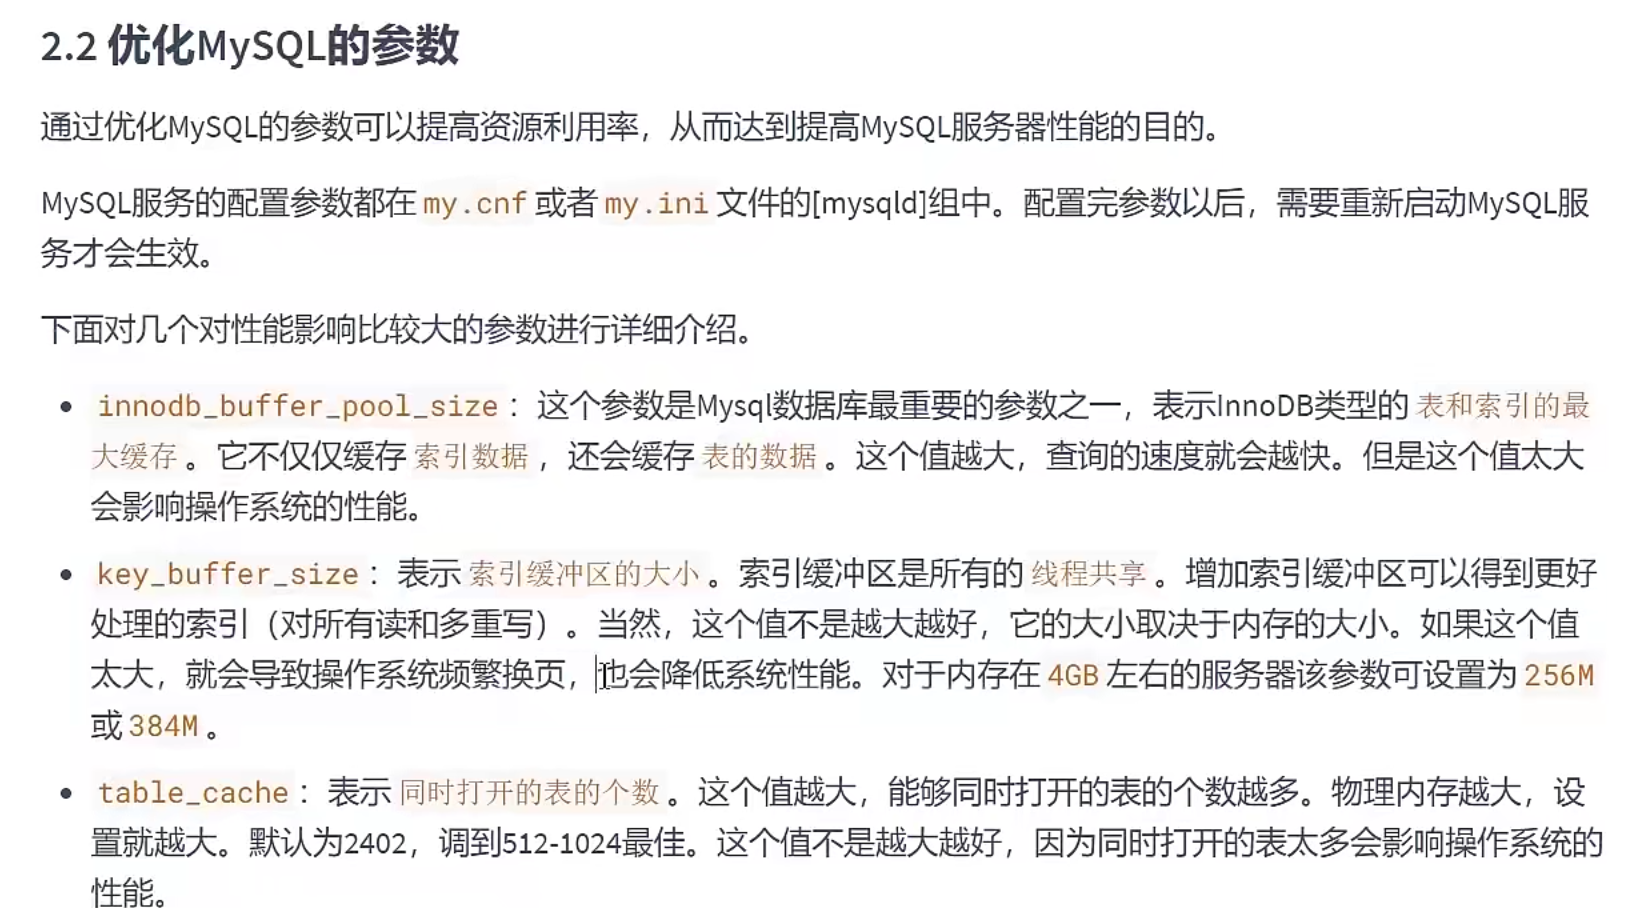 2.2 优化MySQL的参数
通过优化MySQL的参数可以提高资源利用率，从而达到提高MySQL服务器性能的目的。
MySQL服务的配置参数都在 my.cnf 或者 my.ini 文件的[mysqld]组中。配置完参数以后，需要重新启动MySQL服
务才会生效。
下面对几个对性能影响比较大的参数进行详细介绍。
• innodb_buffer_pool_size ：这个参数是Mysql数据库最重要的参数之一，表示InnoDB类型的 表和索引的最
大缓存 。它不仅仅缓存 索引数据 ，还会缓存 表的数据 。这个值越大，查询的速度就会越快。但是这个值太大
会影响操作系统的性能。
• key_buffer_size ：表示 索引缓冲区的大小 。索引缓冲区是所有的 线程共享 。增加索引缓冲区可以得到更好
处理的索引（对所有读和多重写）。当然，这个值不是越大越好，它的大小取决于内存的大小。如果这个值
太大，就会导致操作系统频繁换页，也会降低系统性能。对于内存在 4GB 左右的服务器该参数可设置为 256M
或 384M 。
• table_cache ：表示 同时打开的表的个数 。这个值越大，能够同时打开的表的个数越多。物理内存越大，设
置就越大。默认为2402，调到512-1024最佳。这个值不是越大越好，因为同时打开的表太多会影响操作系统的
性能。